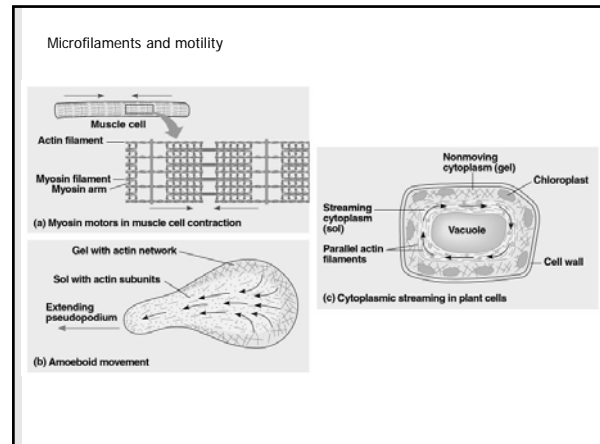 Microfilaments and motility
Muscle cell
Actin filament
Myosin filament
Myosin arm
(a) Myosin motors in muscle cell contraction
Gel with actin network
Sol with actin subunits
Extending
pseudopodium
(b) Amoeboid movement
Nonmoving
cytoplasm (gel)
Chloroplast
Streaming
cytoplasm
(sol)
Vacuole
Parallel actin
filaments
Cell wall
(c) Cytoplasmic streaming in plant cells